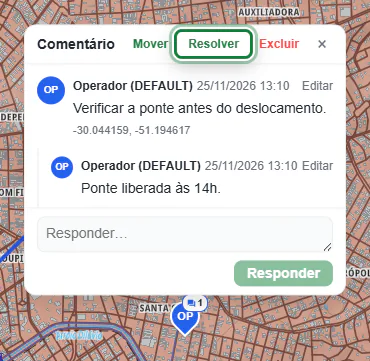 AUXILIADORA
Comentário Mover Resolver Excluir ×
OP Operador (DEFAULT) 25/11/2026 13:10 Editar
Verificar a ponte antes do deslocamento.
-30.044159, -51.194617
OP Operador (DEFAULT) 25/11/2026 13:10 Editar
Ponte liberada às 14h.
Responder…
Responder
1
OP